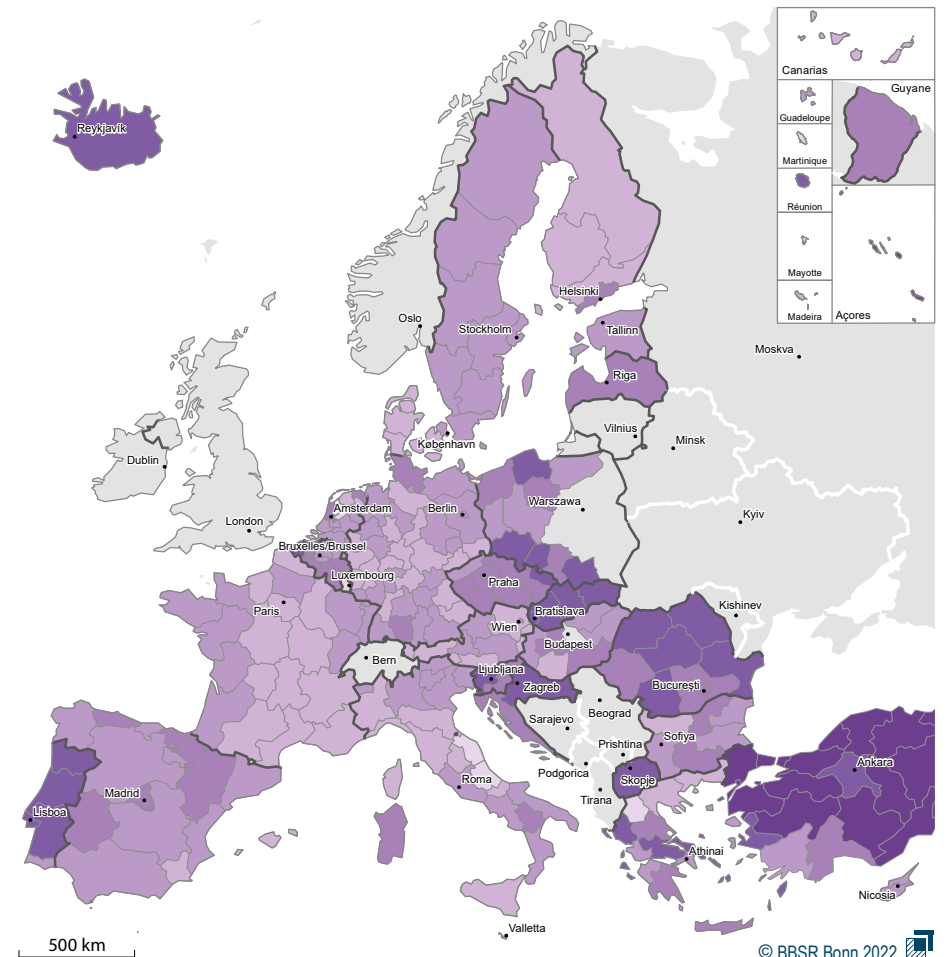 Canarias
Guyane
Guadeloupe
Martinique
Réunion
Mayotte
Madeira
Açores
Reykjavík
Helsinki
Oslo
Stockholm
Tallinn
Moskva
Riga
København
Vilnius
Minsk
Dublin
Amsterdam
Berlin
Warszawa
London
Kyiv
Bruxelles/Brussel
Luxembourg
Praha
Paris
Kishinev
Bratislava
Wien
Budapest
Bern
Ljubljana
Zagreb
Bucureşti
Beograd
Sarajevo
Sofiya
Prishtina
Podgorica
Skopje
Ankara
Roma
Tirana
Madrid
Lisboa
Athinai
Nicosia
Valletta
500 km
© BBSR Bonn 2022